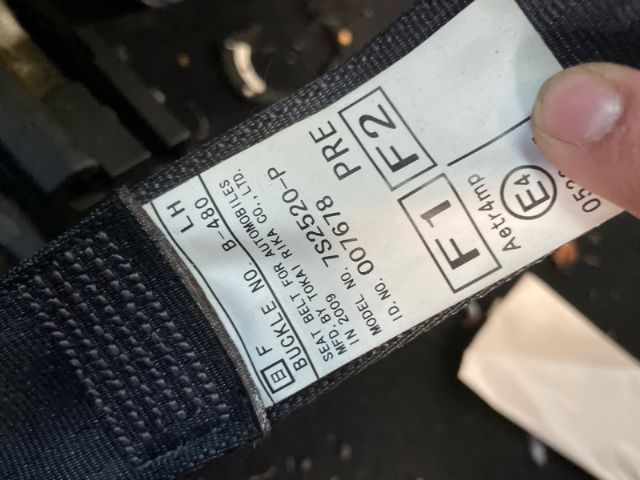 日 F LH
BUCKLE NO. B-480
SEAT BELT FOR AUTOMOBILES
MFD. BY TOKAI RIKA CO., LTD.
IN 2009
MODEL NO. 7S2520-P
ID. NO. 007678 PRE
F1 F2
Aetr4mp
E4